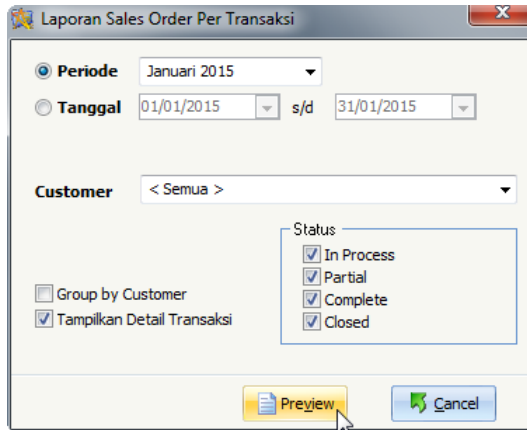 Laporan Sales Order Per Transaksi
Periode Januari 2015
Tanggal 01/01/2015 s/d 31/01/2015
Customer < Semua >
Status
In Process
Partial
Group by Customer Complete
Tampilkan Detail Transaksi Closed
Preview Cancel